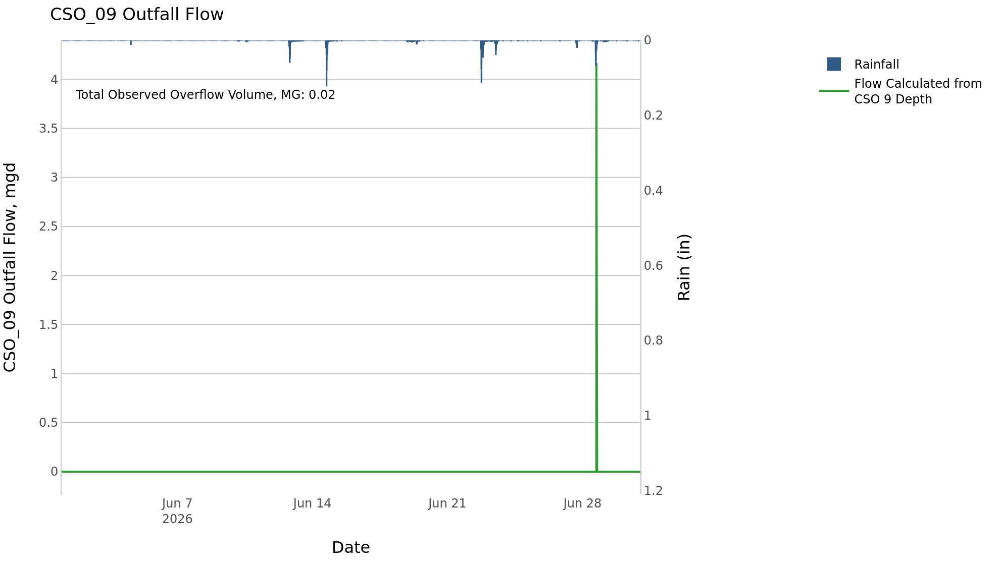 CSO_09 Outfall Flow
0
Rainfall
Flow Calculated from
CSO 9 Depth
4
Total Observed Overflow Volume, MG: 0.02
0.2
3.5
3
0.4
2.5
CSO_09 Outfall Flow, mgd
Rain (in)
0.6
2
1.5
0.8
1
1
0.5
0
1.2
Jun 7
2026
Jun 14
Jun 21
Jun 28
Date